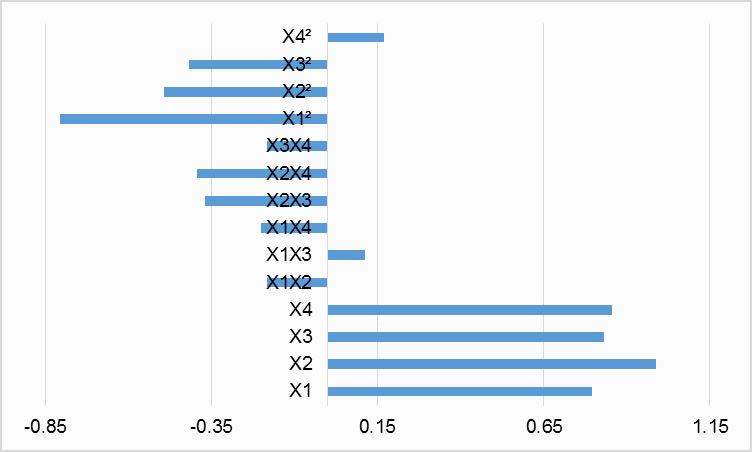 X4²
X3²
X2²
X1²
X3X4
X2X4
X2X3
X1X4
X1X3
X1X2
X4
X3
X2
X1
-0.85 -0.35 0.15 0.65 1.15